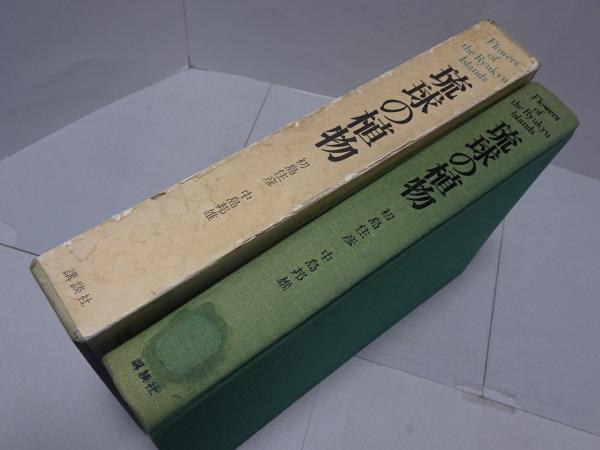 Flowers
of
the Ryukyu
Islands
琉球の植物
初島住彦
中島邦雄
講談社
Flowers
of
the Ryukyu
Islands
琉球の植物
初島住彦
中島邦雄
講談社